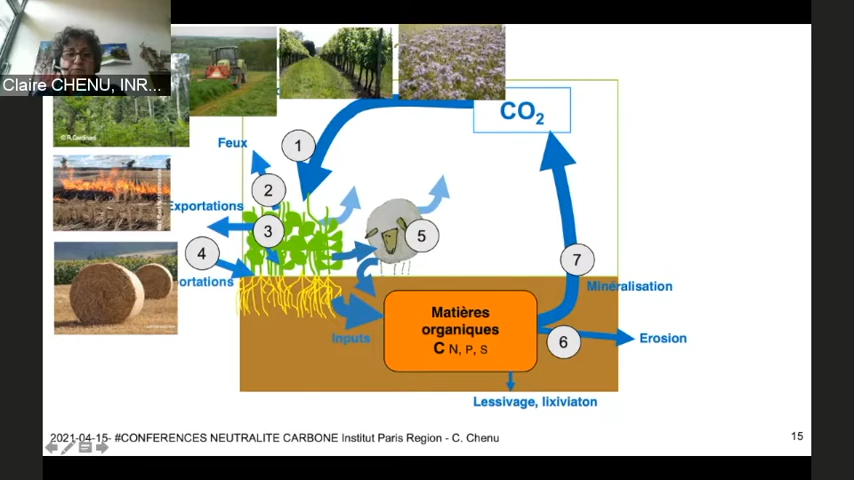 Claire CHENU, INR...
CO2
1
Feux
2
Exportations
3
4
5
ortations
7
Minéralisation
Matières
organiques
C N, P, S
Inputs
6
Erosion
Lessivage, lixiviaton
2021-04-15- #CONFERENCES NEUTRALITE CARBONE Institut Paris Region - C. Chenu
15